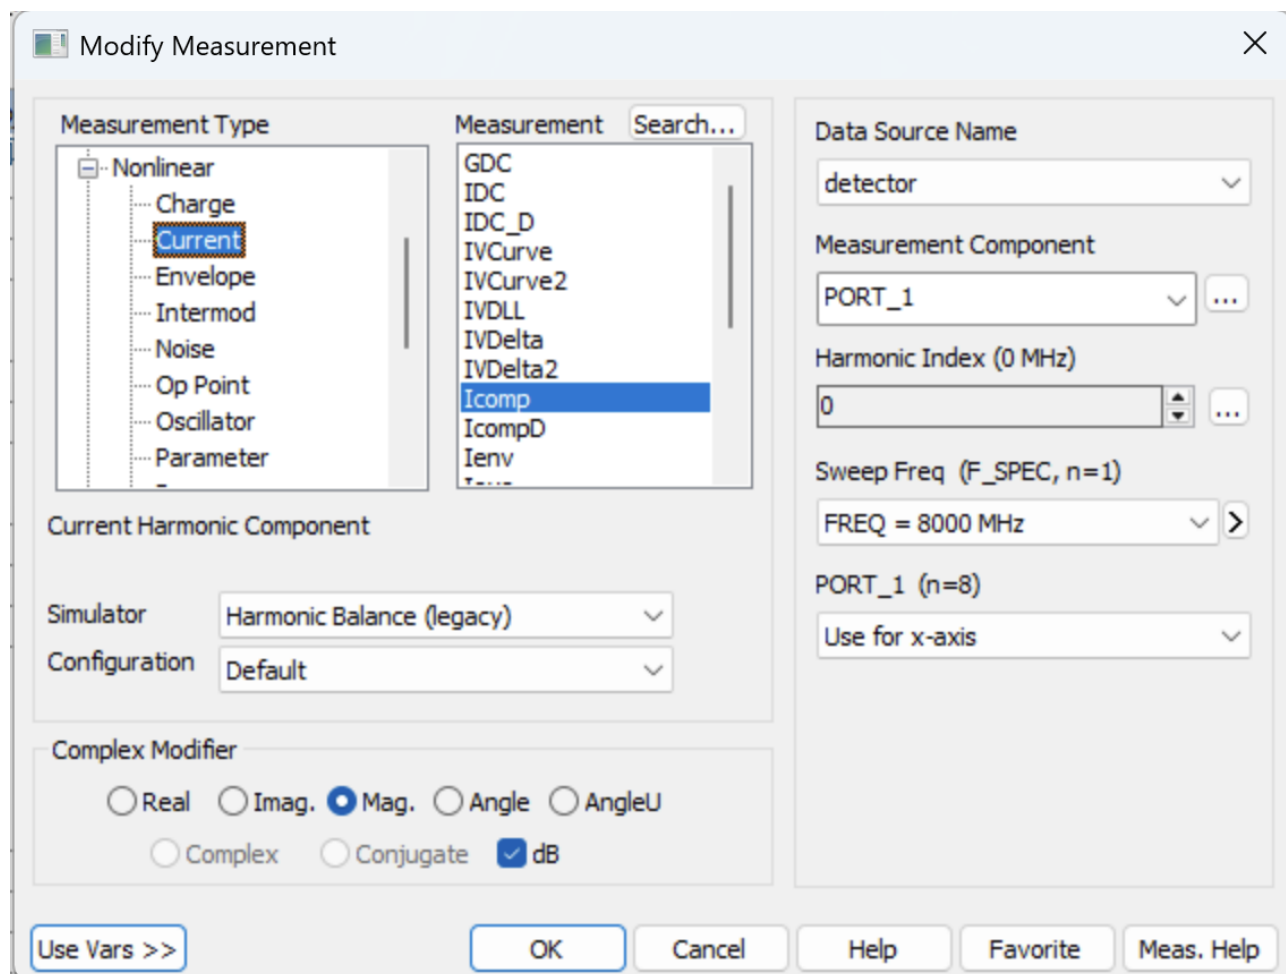 Modify Measurement
Measurement Type
Nonlinear
Charge
Current
Envelope
Intermod
Noise
Op Point
Oscillator
Parameter
Measurement
Search...
GDC
IDC
IDC_D
IVCurve
IVCurve2
IVDLL
IVDelta
IVDelta2
Icomp
IcompD
Ienv
Current Harmonic Component
Simulator
Harmonic Balance (legacy)
Configuration
Default
Complex Modifier
Real Imag. Mag. Angle AngleU
Complex Conjugate dB
Data Source Name
detector
Measurement Component
PORT_1
...
Harmonic Index (0 MHz)
0
...
Sweep Freq (F_SPEC, n=1)
FREQ = 8000 MHz
>
PORT_1 (n=8)
Use for x-axis
Use Vars >> OK Cancel Help Favorite Meas. Help